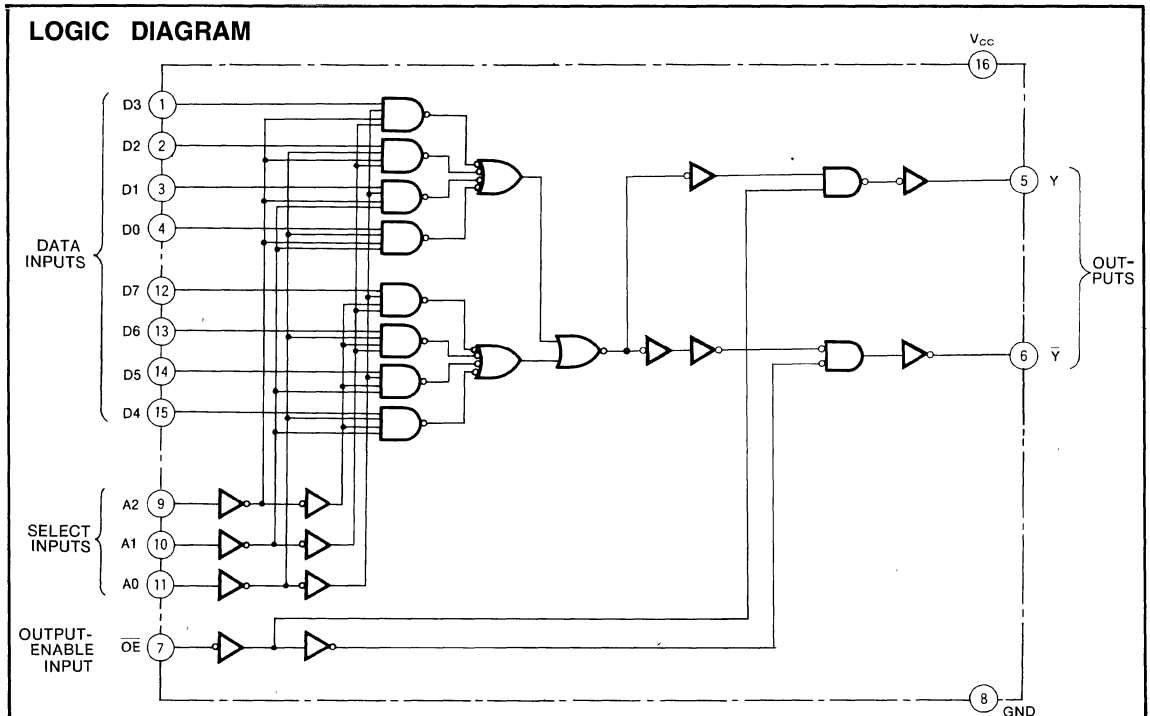 LOGIC DIAGRAM
VCC
16
D3 1
D2 2
D1 3
D0 4
DATA
INPUTS
D7 12
D6 13
D5 14
D4 15
5 Y
OUT-
PUTS
6 Y̅
A2 9
SELECT
INPUTS
A1 10
A0 11
OUTPUT-
ENABLE
INPUT
O̅E̅ 7
8
GND